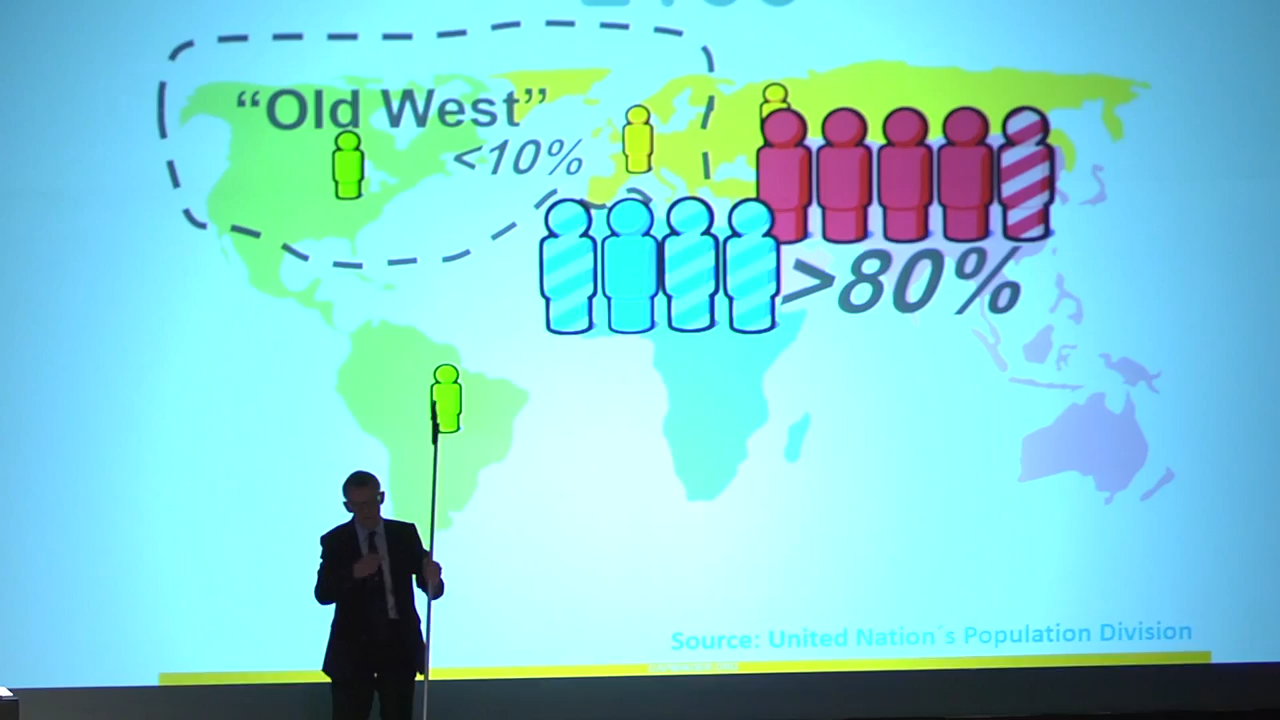 “Old West”
<10%
>80%
Source: United Nation´s Population Division